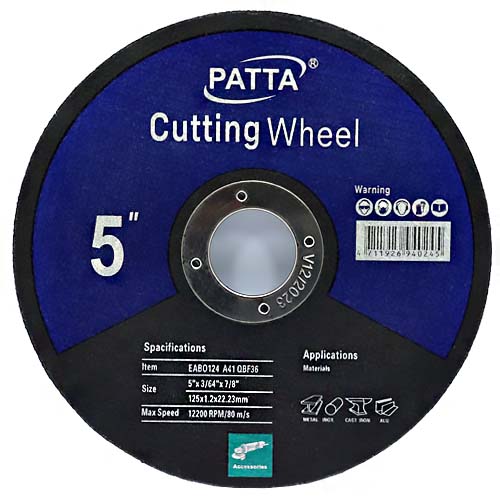 PATTA®
Cutting Wheel
5"
Warning
4 711926 940245
V12/2023
Spacifications
Item EABO124 A41 QBF36
Size 5"x 3/64"x 7/8"
125x1.2x22.23mm
Max Speed 12200 RPM/80 m/s
Applications
Materials
METAL INOX CAST IRON ALU
Accessories